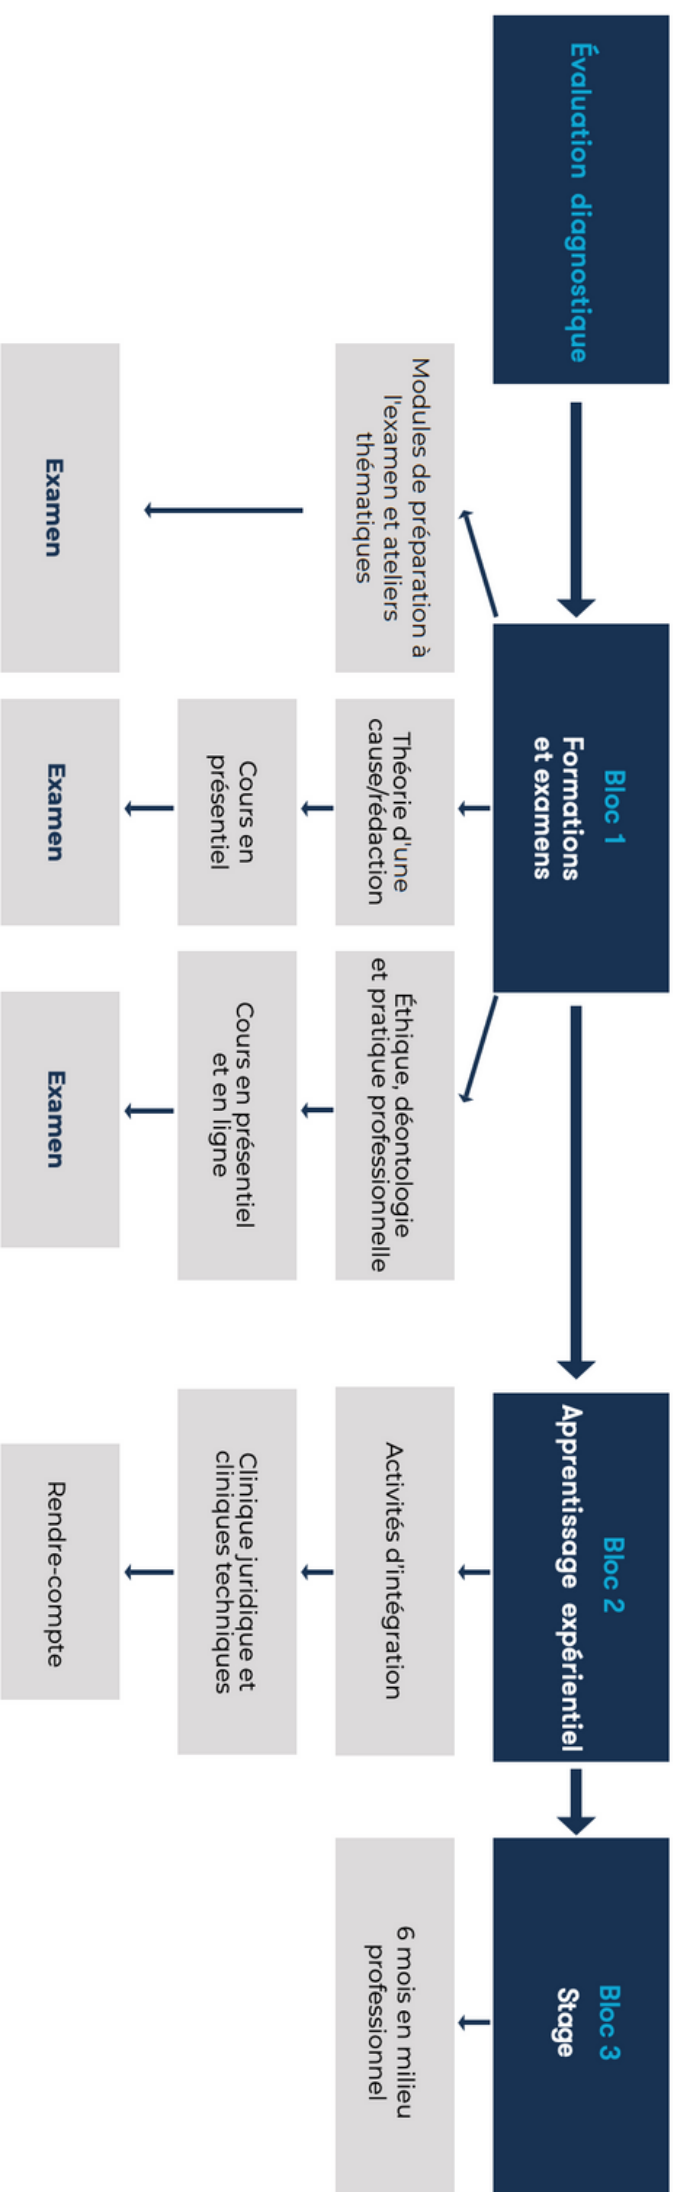 Évaluation diagnostique
Bloc 1
Formations
et examens
Bloc 2
Apprentissage expérientiel
Bloc 3
Stage
Modules de préparation à
l'examen et ateliers
thématiques
Théorie d'une
cause/rédaction
Éthique, déontologie
et pratique professionnelle
Activités d'intégration
6 mois en milieu
professionnel
Cours en
présentiel
Cours en présentiel
et en ligne
Clinique juridique et
cliniques techniques
Examen
Examen
Examen
Rendre-compte